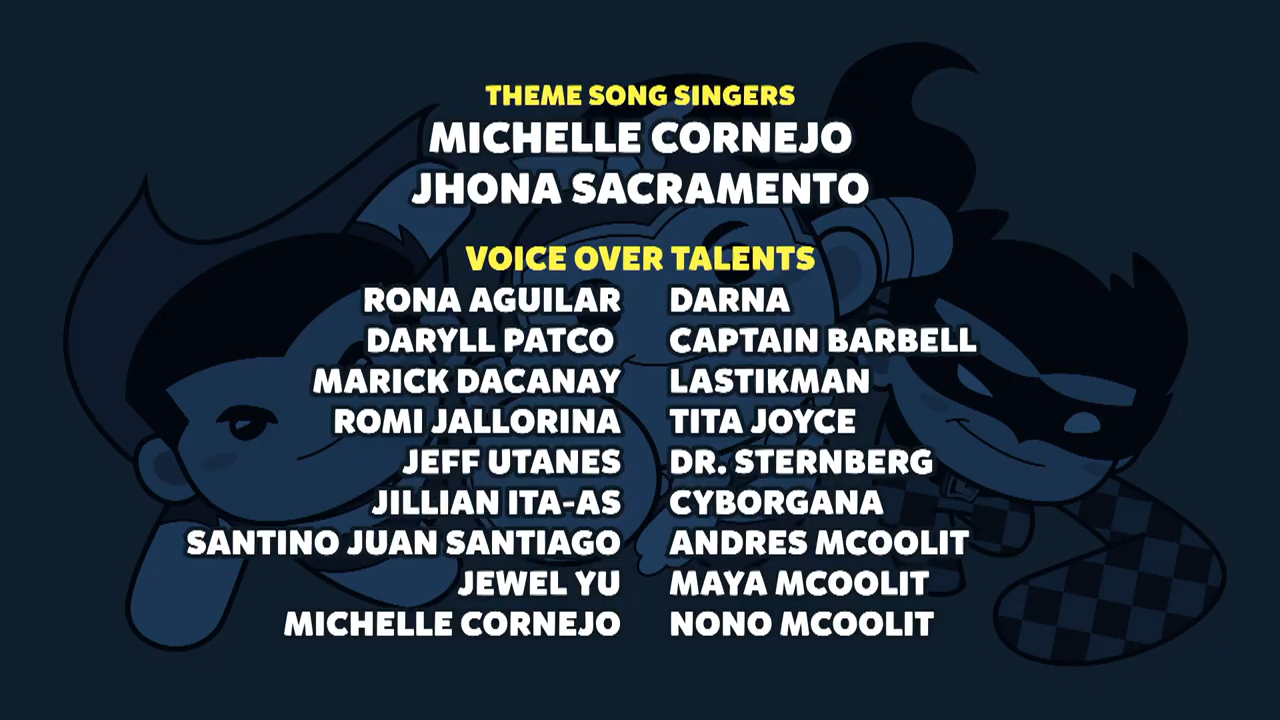 THEME SONG SINGERS
MICHELLE CORNEJO
JHONA SACRAMENTO
VOICE OVER TALENTS
RONA AGUILAR DARNA
DARYLL PATCO CAPTAIN BARBELL
MARICK DACANAY LASTIKMAN
ROMI JALLORINA TITA JOYCE
JEFF UTANES DR. STERNBERG
JILLIAN ITA-AS CYBORGANA
SANTINO JUAN SANTIAGO ANDRES MCOOLIT
JEWEL YU MAYA MCOOLIT
MICHELLE CORNEJO NONO MCOOLIT